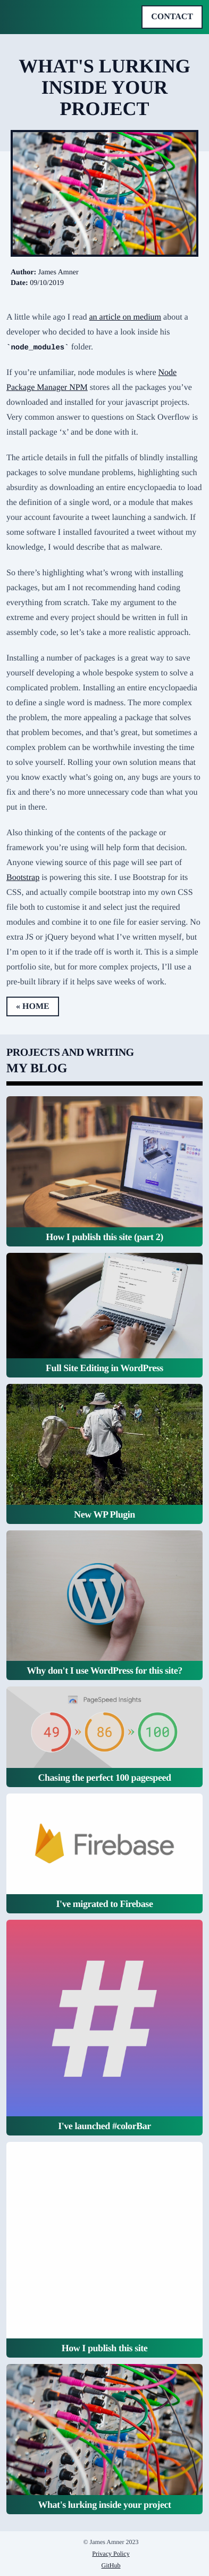 CONTACT
WHAT'S LURKING
INSIDE YOUR
PROJECT
Author: James Amner
Date: 09/10/2019
A little while ago I read an article on medium about a
developer who decided to have a look inside his
`node_modules` folder.
If you're unfamiliar, node modules is where Node
Package Manager NPM stores all the packages you've
downloaded and installed for your javascript projects.
Very common answer to questions on Stack Overflow is
install package 'x' and be done with it.
The article details in full the pitfalls of blindly installing
packages to solve mundane problems, highlighting such
absurdity as downloading an entire encyclopaedia to load
the definition of a single word, or a module that makes
your account favourite a tweet launching a sandwich. If
some software I installed favourited a tweet without my
knowledge, I would describe that as malware.
So there's highlighting what's wrong with installing
packages, but am I not recommending hand coding
everything from scratch. Take my argument to the
extreme and every project should be written in full in
assembly code, so let's take a more realistic approach.
Installing a number of packages is a great way to save
yourself developing a whole bespoke system to solve a
complicated problem. Installing an entire encyclopaedia
to define a single word is madness. The more complex
the problem, the more appealing a package that solves
that problem becomes, and that's great, but sometimes a
complex problem can be worthwhile investing the time
to solve yourself. Rolling your own solution means that
you know exactly what's going on, any bugs are yours to
fix and there's no more unnecessary code than what you
put in there.
Also thinking of the contents of the package or
framework you're using will help form that decision.
Anyone viewing source of this page will see part of
Bootstrap is powering this site. I use Bootstrap for its
CSS, and actually compile bootstrap into my own CSS
file both to customise it and select just the required
modules and combine it to one file for easier serving. No
extra JS or jQuery beyond what I've written myself, but
I'm open to it if the trade off is worth it. This is a simple
portfolio site, but for more complex projects, I'll use a
pre-built library if it helps save weeks of work.
« HOME
PROJECTS AND WRITING
MY BLOG
How I publish this site (part 2)
Full Site Editing in WordPress
New WP Plugin
Why don't I use WordPress for this site?
PageSpeed Insights
49 » 86 » 100
Chasing the perfect 100 pagespeed
Firebase
I've migrated to Firebase
#
I've launched #colorBar
How I publish this site
What's lurking inside your project
© James Amner 2023
Privacy Policy
GitHub